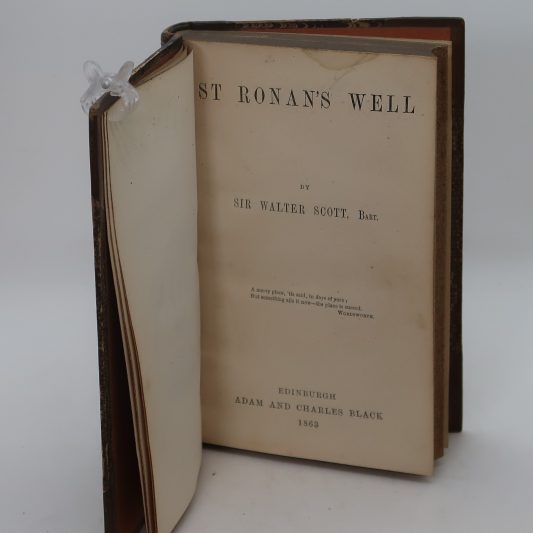 ST RONAN'S WELL
BY
SIR WALTER SCOTT, BART.
A merry place, 'tis said, in days of yore;
But something ails it now—the place is cursed.
WORDSWORTH.
EDINBURGH
ADAM AND CHARLES BLACK
1863